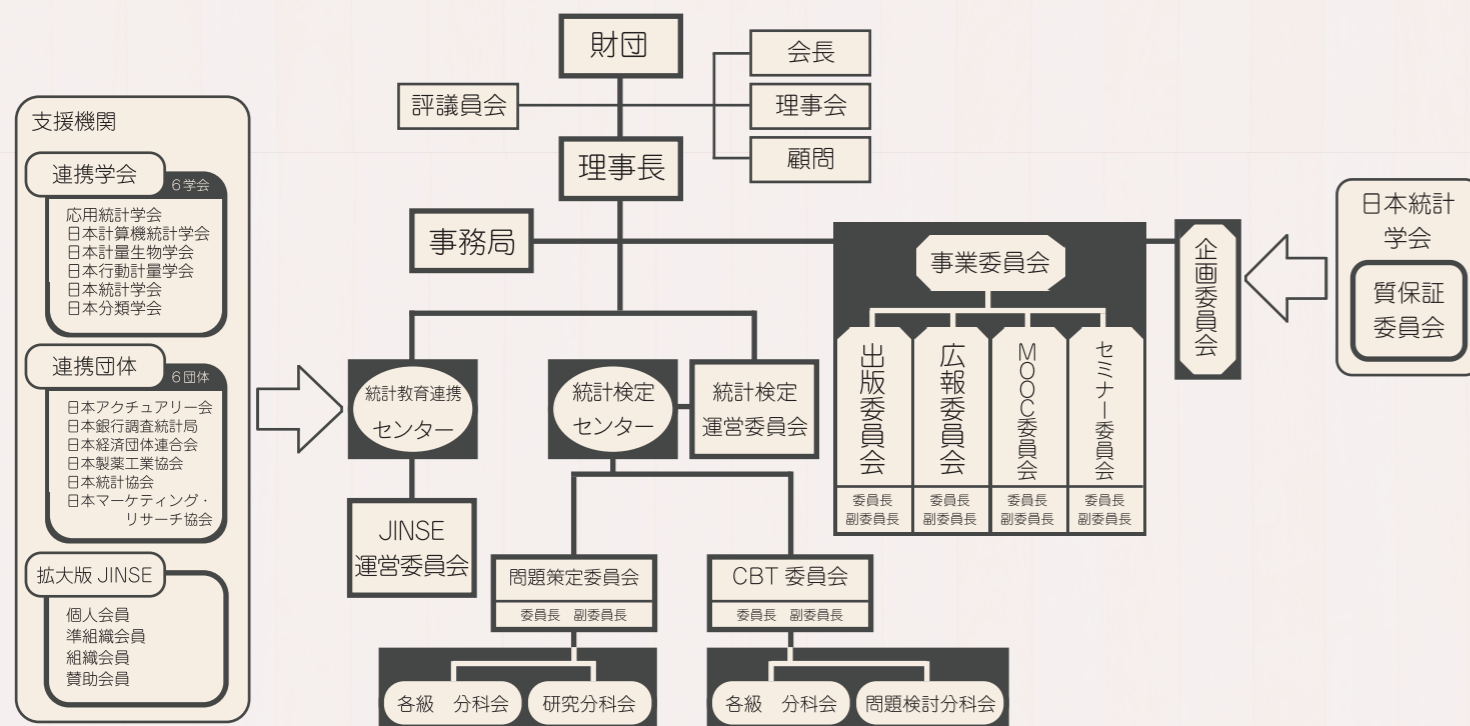 財団
会長
評議員会
理事会
理事長
顧問
支援機関
連携学会
6学会
応用統計学会
日本計算機統計学会
日本計量生物学会
日本行動計量学会
日本統計学会
日本分類学会
連携団体
6団体
日本アクチュアリー会
日本銀行調査統計局
日本経済団体連合会
日本製薬工業協会
日本統計協会
日本マーケティング・
リサーチ協会
拡大版 JINSE
個人会員
準組織会員
組織会員
賛助会員
事務局
事業委員会
出版委員会
委員長
副委員長
広報委員会
委員長
副委員長
MOOC委員会
委員長
副委員長
セミナー委員会
委員長
副委員長
企画委員会
日本統計
学会
質保証
委員会
統計教育連携
センター
JINSE
運営委員会
統計検定
センター
統計検定
運営委員会
問題策定委員会
委員長 副委員長
各級 分科会
研究分科会
CBT 委員会
委員長 副委員長
各級 分科会
問題検討分科会